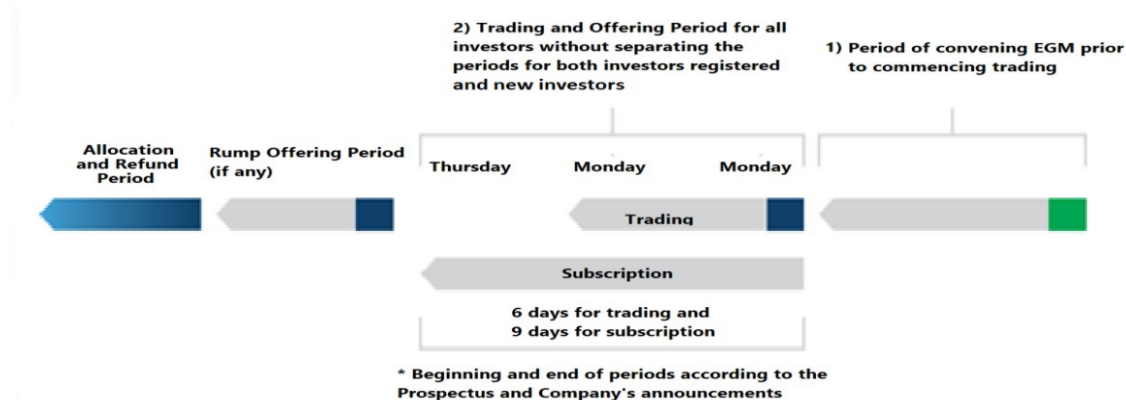 2) Trading and Offering Period for all
investors without separating the
periods for both investors registered
and new investors
1) Period of convening EGM prior
to commencing trading
Allocation
and Refund
Period
Rump Offering Period
(if any)
Thursday
Monday
Monday
Trading
Subscription
6 days for trading and
9 days for subscription
* Beginning and end of periods according to the
Prospectus and Company's announcements